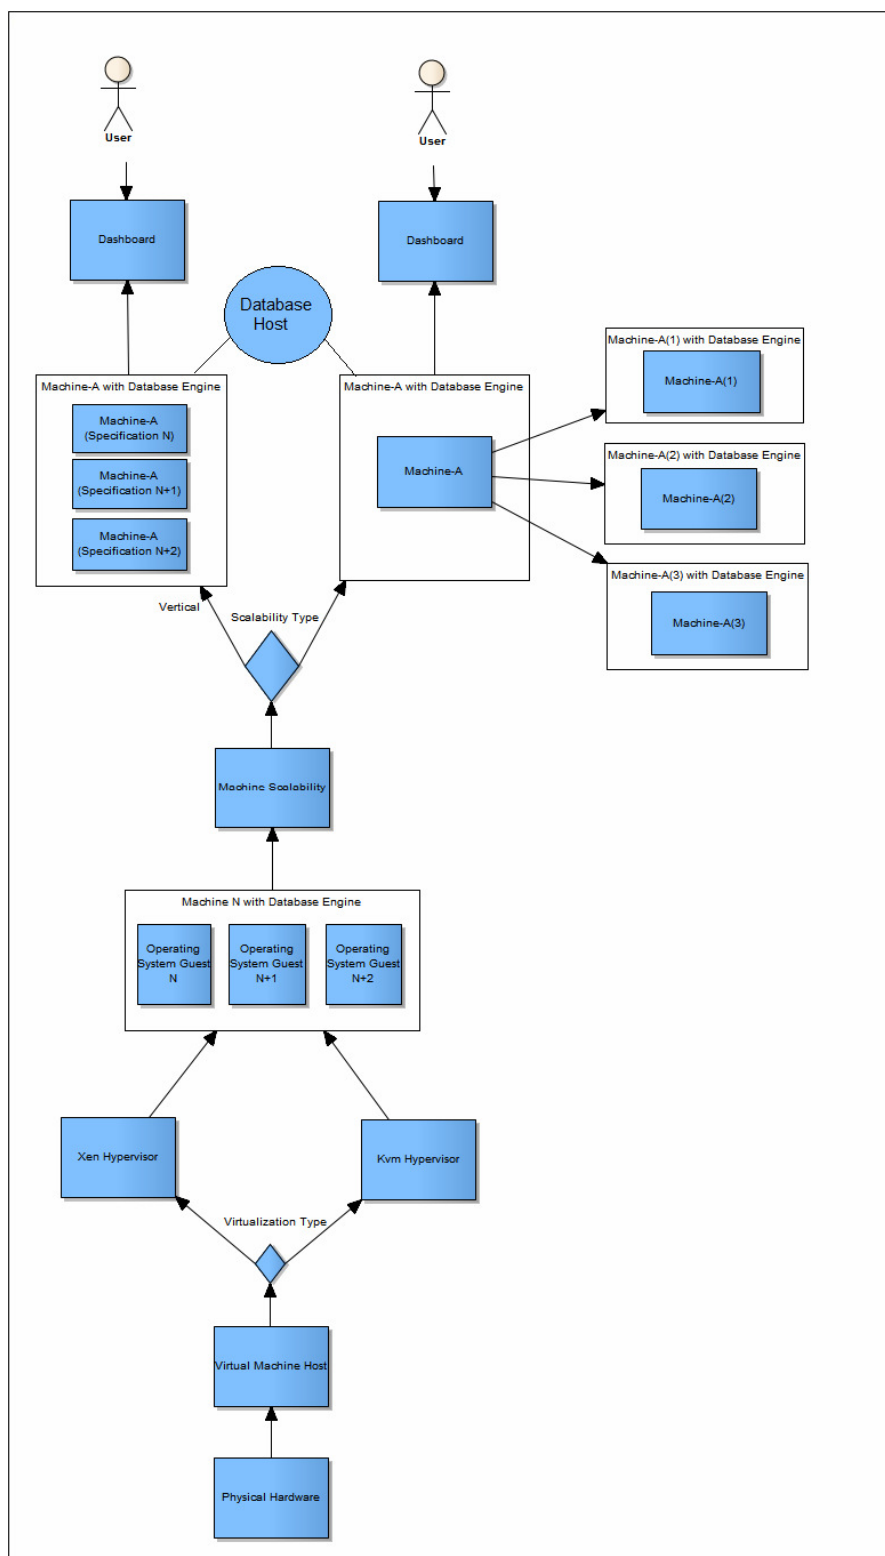 User
User
Dashboard
Dashboard
Database
Host
Machine-A with Database Engine
Machine-A
(Specification N)
Machine-A
(Specification N+1)
Machine-A
(Specification N+2)
Machine-A with Database Engine
Machine-A
Machine-A(1) with Database Engine
Machine-A(1)
Machine-A(2) with Database Engine
Machine-A(2)
Machine-A(3) with Database Engine
Machine-A(3)
Vertical
Scalability Type
Machine Scalability
Machine N with Database Engine
Operating
System Guest
N
Operating
System Guest
N+1
Operating
System Guest
N+2
Xen Hypervisor
Kvm Hypervisor
Virtualization Type
Virtual Machine Host
Physical Hardware